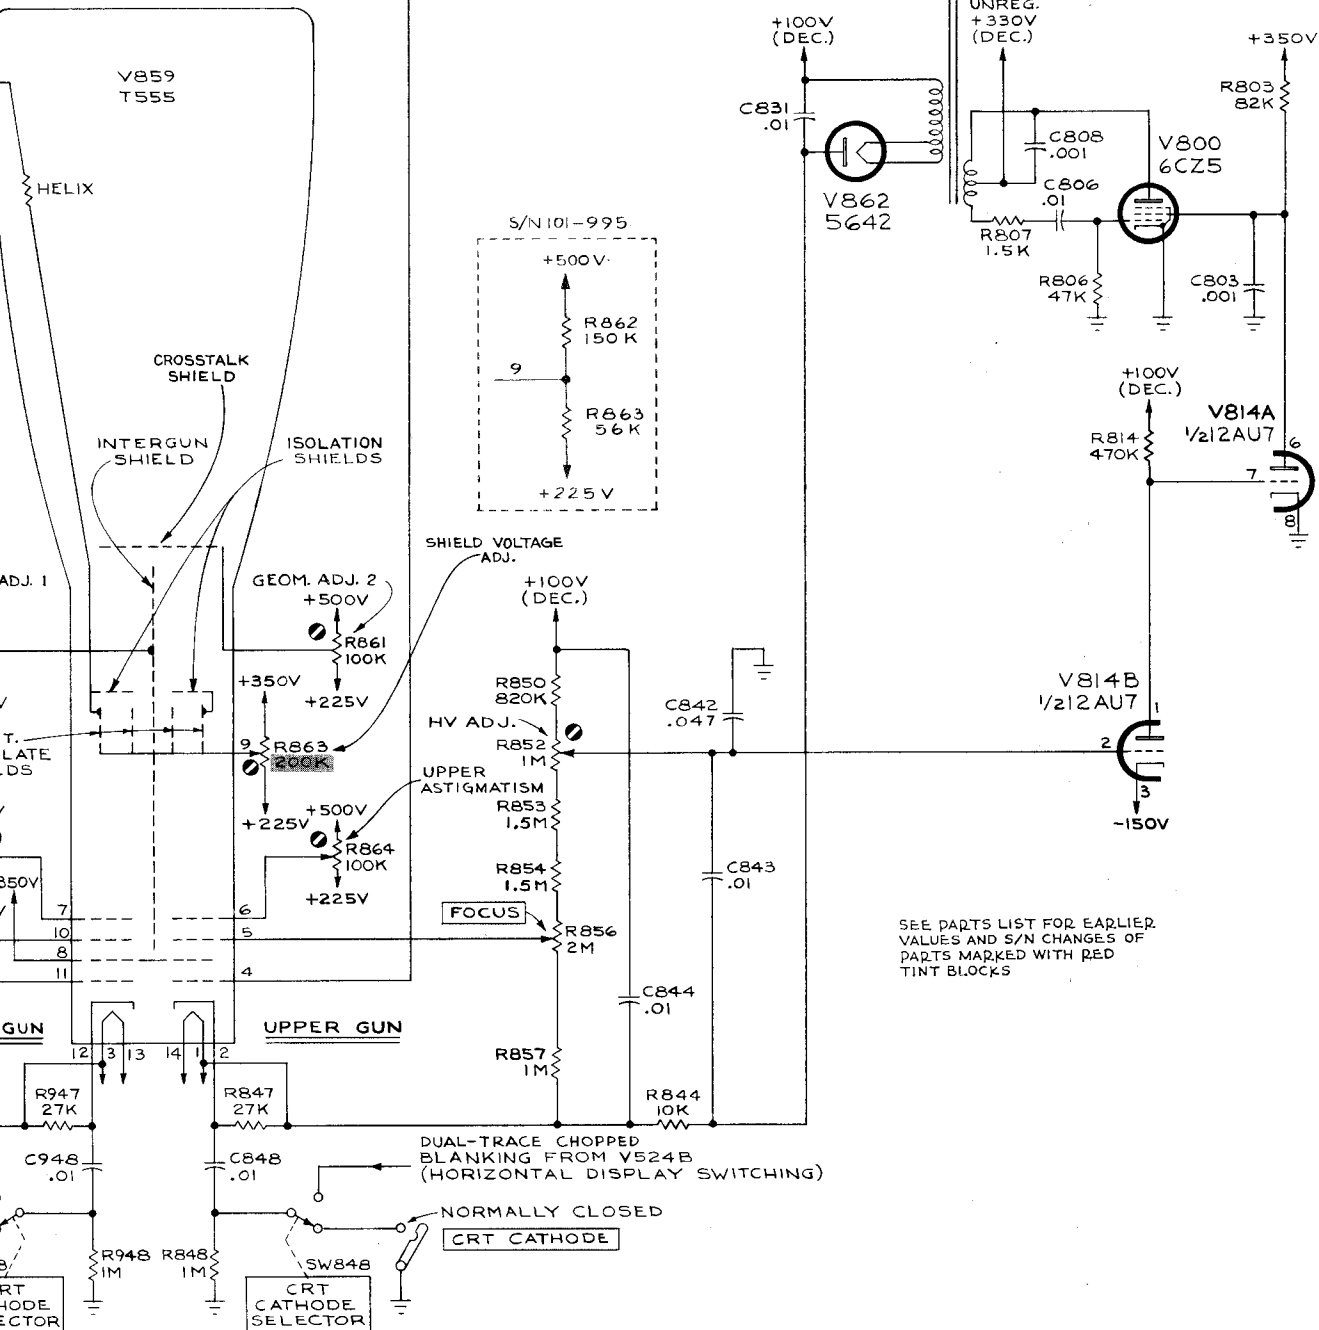 V859
T555
HELIX
CROSSTALK
SHIELD
INTERGUN
SHIELD
ISOLATION
SHIELDS
ADJ. 1
GEOM. ADJ. 2
+500V
R861
100K
+225V
+350V
9
R863
200K
+225V
+500V
R864
100K
+225V
UPPER
ASTIGMATISM
SHIELD VOLTAGE
ADJ.
S/N 101-995
+500V
R862
150K
9
R863
56K
+225V
+100V
(DEC.)
C831
.01
V862
5642
UNREG.
+330V
(DEC.)
C808
.001
C806
.01
R807
1.5K
R806
47K
V800
6CZ5
+350V
R803
82K
C803
.001
+100V
(DEC.)
R814
470K
V814A
1/2 12AU7
6
7
8
V814B
1/2 12AU7
1
2
3
-150V
+100V
(DEC.)
R850
820K
HV ADJ.
R852
1M
R853
1.5M
R854
1.5M
FOCUS
R856
2M
R857
1M
C842
.047
C843
.01
C844
.01
R844
10K
SEE PARTS LIST FOR EARLIER
VALUES AND S/N CHANGES OF
PARTS MARKED WITH RED
TINT BLOCKS
T.
LATE
LDS
350V
7
10
8
11
6
5
4
GUN
UPPER GUN
12
3
13
14
1
2
R947
27K
R847
27K
C948
.01
C848
.01
R948
1M
R848
1M
DUAL-TRACE CHOPPED
BLANKING FROM V524B
(HORIZONTAL DISPLAY SWITCHING)
NORMALLY CLOSED
CRT CATHODE
SW848
8
RT
HODE
ECTOR
CRT
CATHODE
SELECTOR